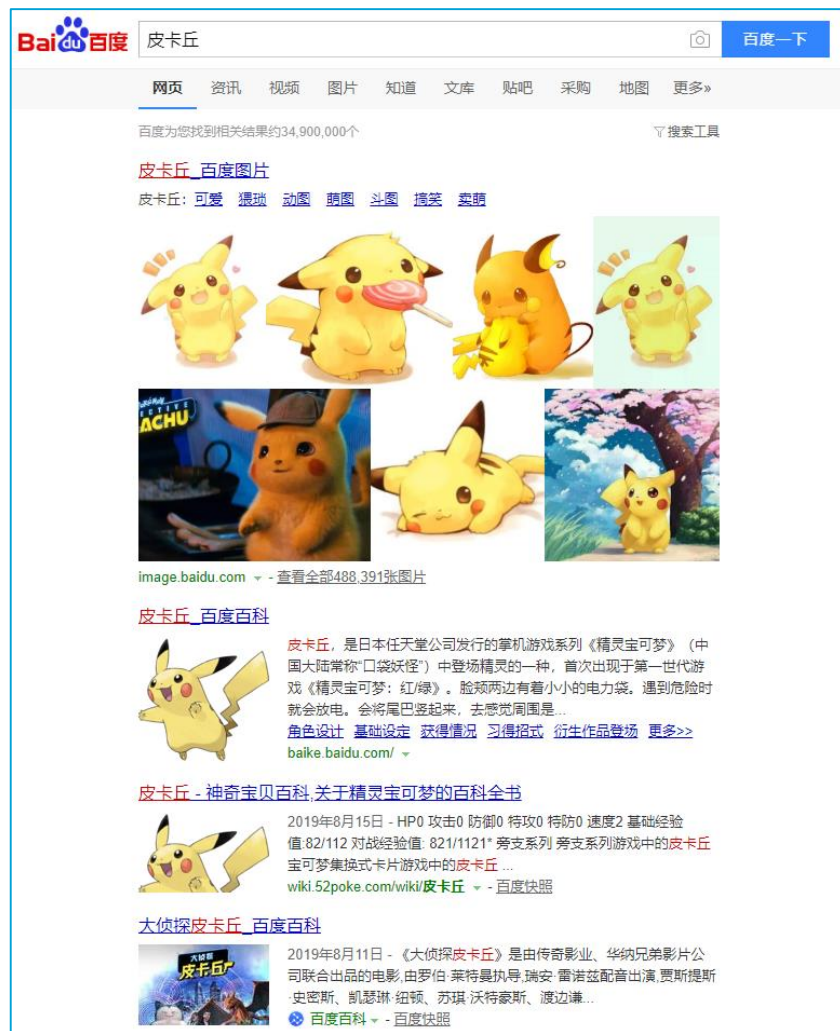 Bai du 百度
皮卡丘
百度一下
网页 资讯 视频 图片 知道 文库 贴吧 采购 地图 更多»
百度为您找到相关结果约34,900,000个
搜索工具
皮卡丘_百度图片
皮卡丘: 可爱 猥琐 动图 萌图 斗图 搞笑 卖萌
ACHU
image.baidu.com - 查看全部488,391张图片
皮卡丘_百度百科
皮卡丘，是日本任天堂公司发行的掌机游戏系列《精灵宝可梦》（中
国大陆常称“口袋妖怪”）中登场精灵的一种，首次出现于第一世代游
戏《精灵宝可梦：红/绿》。脸颊两边有着小小的电力袋。遇到危险时
就会放电。会将尾巴竖起来，去感觉周围是...
角色设计 基础设定 获得情况 习得招式 衍生作品登场 更多>>
baike.baidu.com/
皮卡丘 - 神奇宝贝百科,关于精灵宝可梦的百科全书
2019年8月15日 - HP0 攻击0 防御0 特攻0 特防0 速度2 基础经验
值:82/112 对战经验值: 821/1121* 旁支系列 旁支系列游戏中的皮卡丘
宝可梦集换式卡片游戏中的皮卡丘 ...
wiki.52poke.com/wiki/皮卡丘 - 百度快照
大侦探皮卡丘_百度百科
2019年8月11日 - 《大侦探皮卡丘》是由传奇影业、华纳兄弟影片公
司联合出品的电影,由罗伯·莱特曼执导,瑞安·雷诺兹配音出演,贾斯提斯
·史密斯、凯瑟琳·纽顿、苏琪·沃特豪斯、渡边谦...
大侦探
皮卡丘
百度百科 - 百度快照